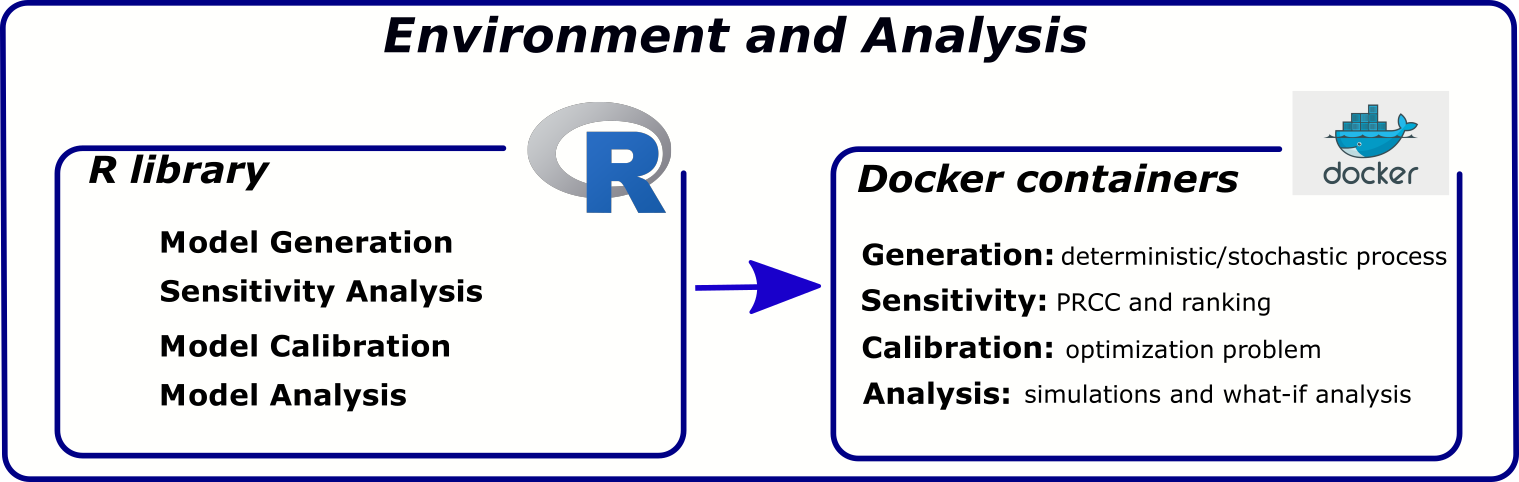 Environment and Analysis
R library
R
Model Generation
Sensitivity Analysis
Model Calibration
Model Analysis
docker
Docker containers
Generation: deterministic/stochastic process
Sensitivity: PRCC and ranking
Calibration: optimization problem
Analysis: simulations and what-if analysis